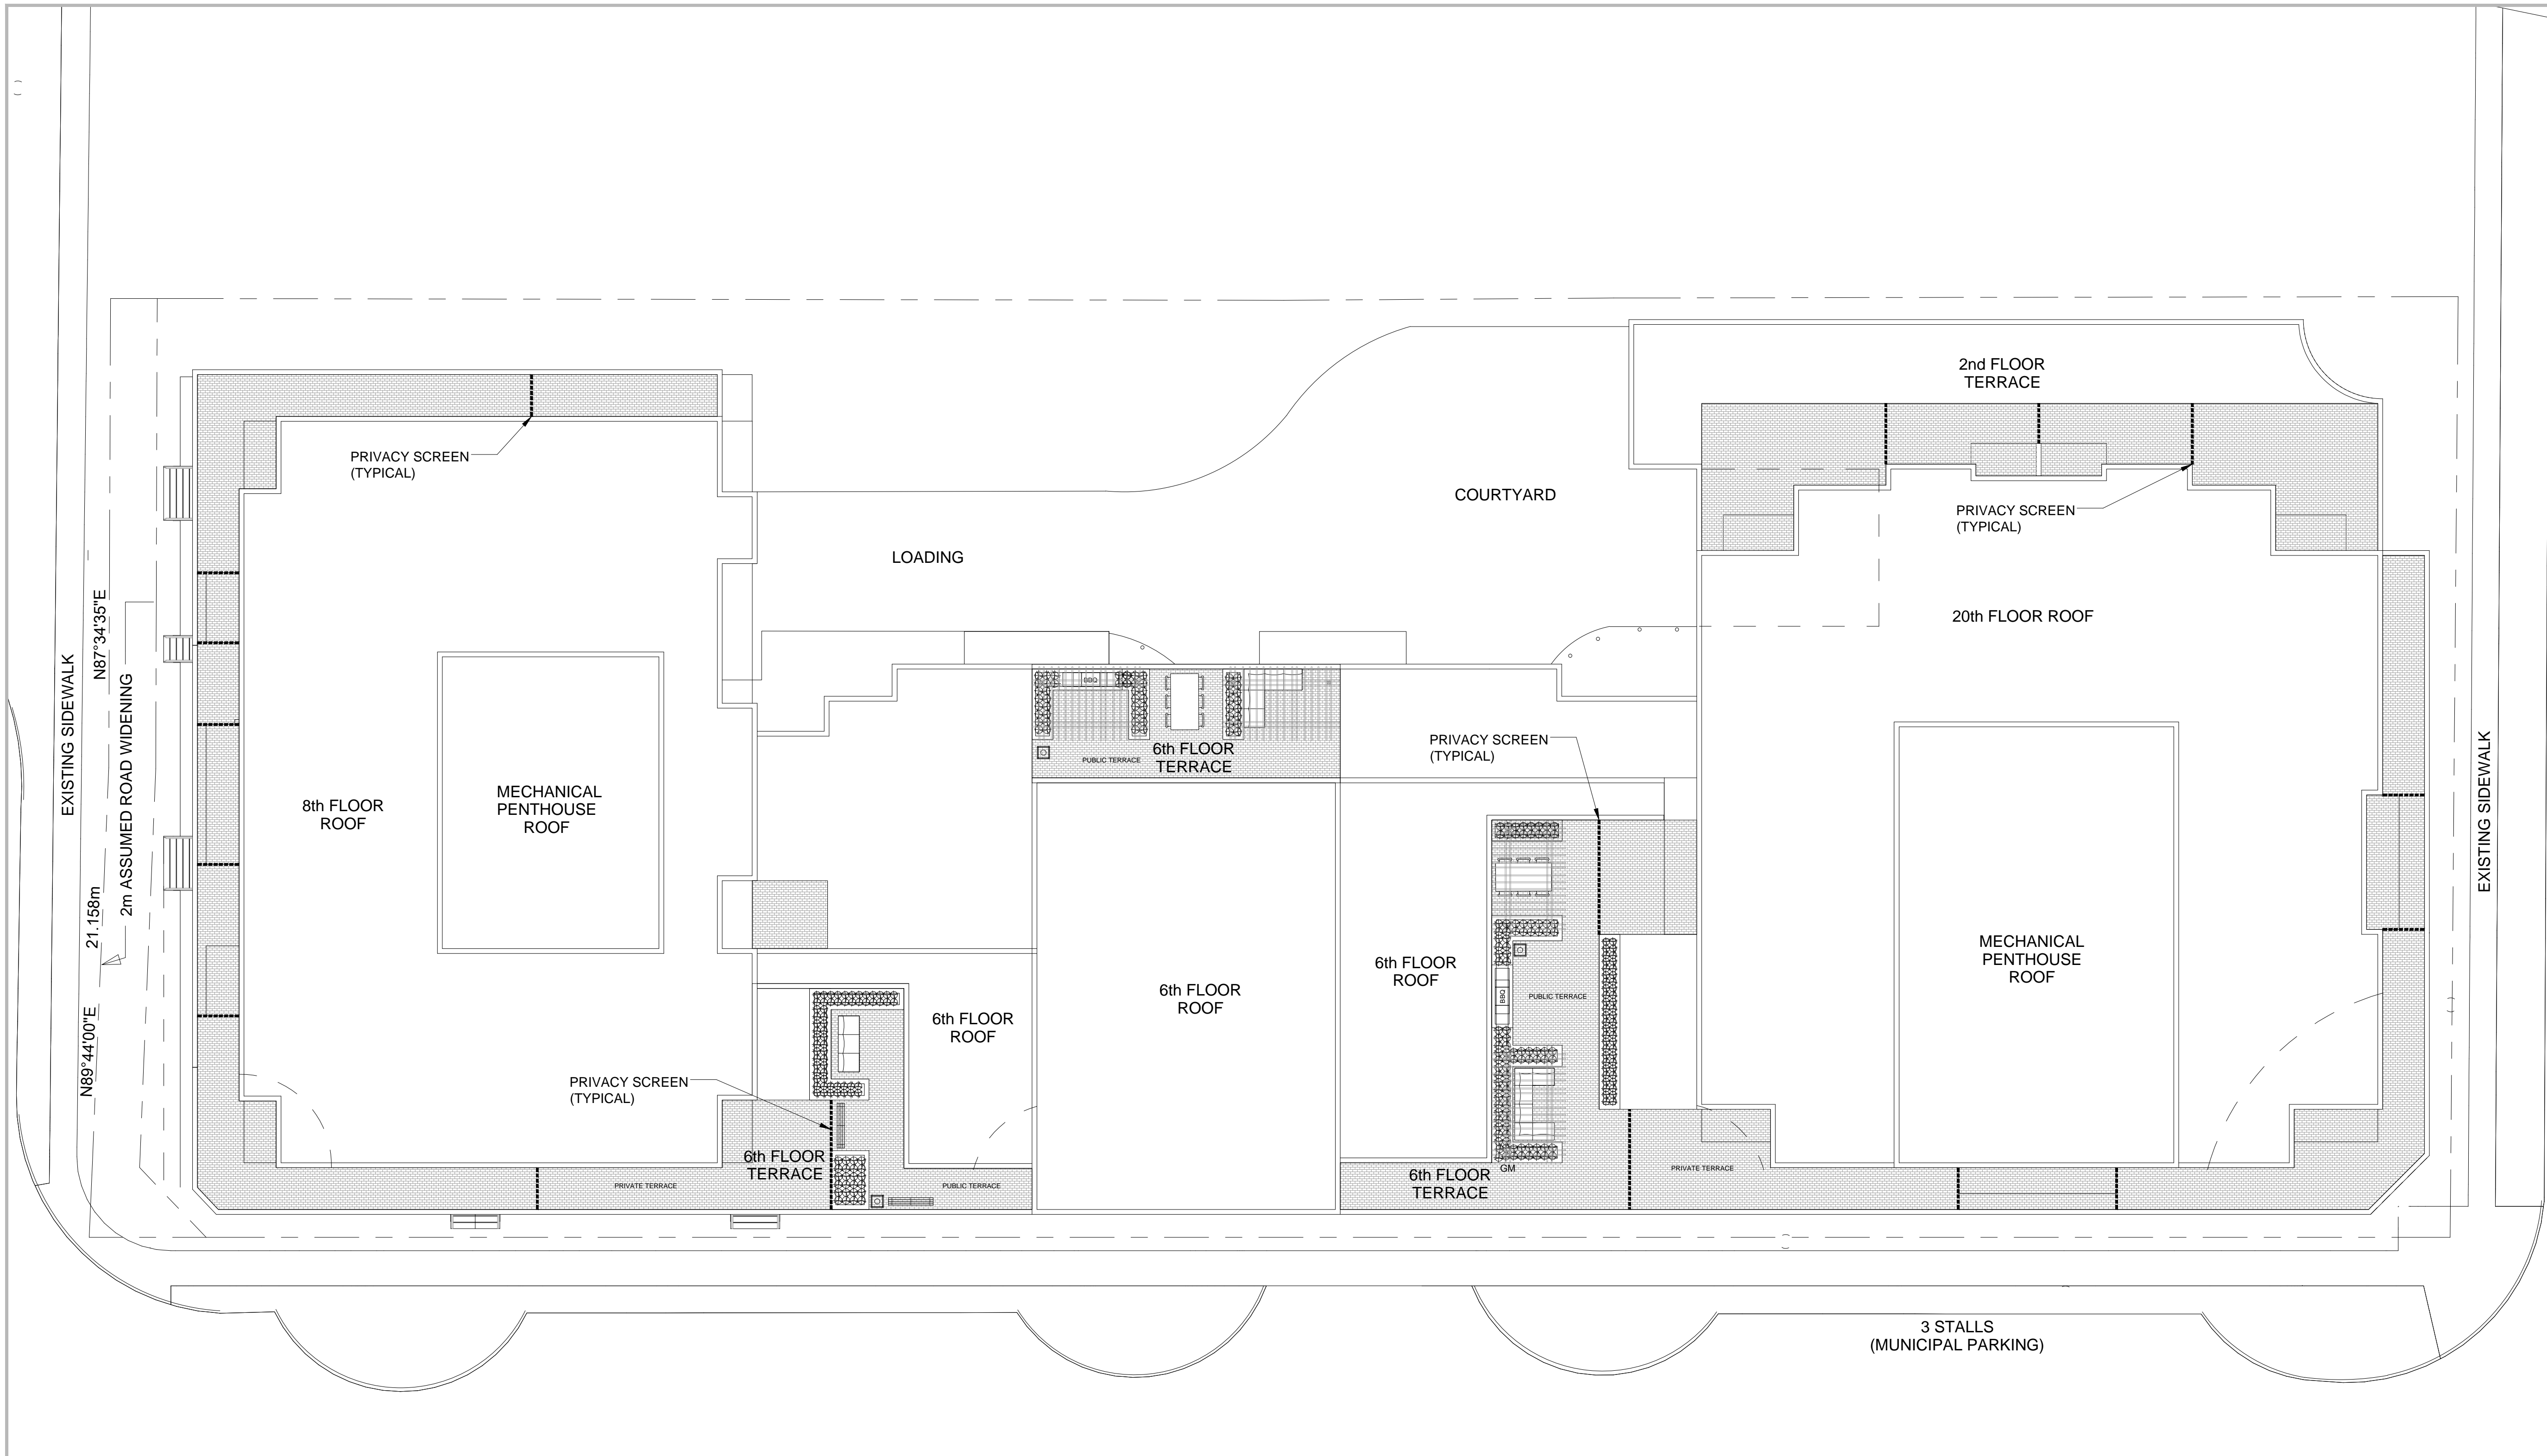 2nd FLOOR
TERRACE
PRIVACY SCREEN
(TYPICAL)
COURTYARD
PRIVACY SCREEN
(TYPICAL)
LOADING
N87°34'35"E
20th FLOOR ROOF
BBQ
EXISTING SIDEWALK
2m ASSUMED ROAD WIDENING
6th FLOOR
TERRACE
PUBLIC TERRACE
PRIVACY SCREEN
(TYPICAL)
EXISTING SIDEWALK
8th FLOOR
ROOF
MECHANICAL
PENTHOUSE
ROOF
21.158m
6th FLOOR
ROOF
MECHANICAL
PENTHOUSE
ROOF
6th FLOOR
ROOF
BBQ
PUBLIC TERRACE
6th FLOOR
ROOF
N89°44'00"E
PRIVACY SCREEN
(TYPICAL)
6th FLOOR
TERRACE
PRIVATE TERRACE
PUBLIC TERRACE
GM
6th FLOOR
TERRACE
PRIVATE TERRACE
3 STALLS
(MUNICIPAL PARKING)